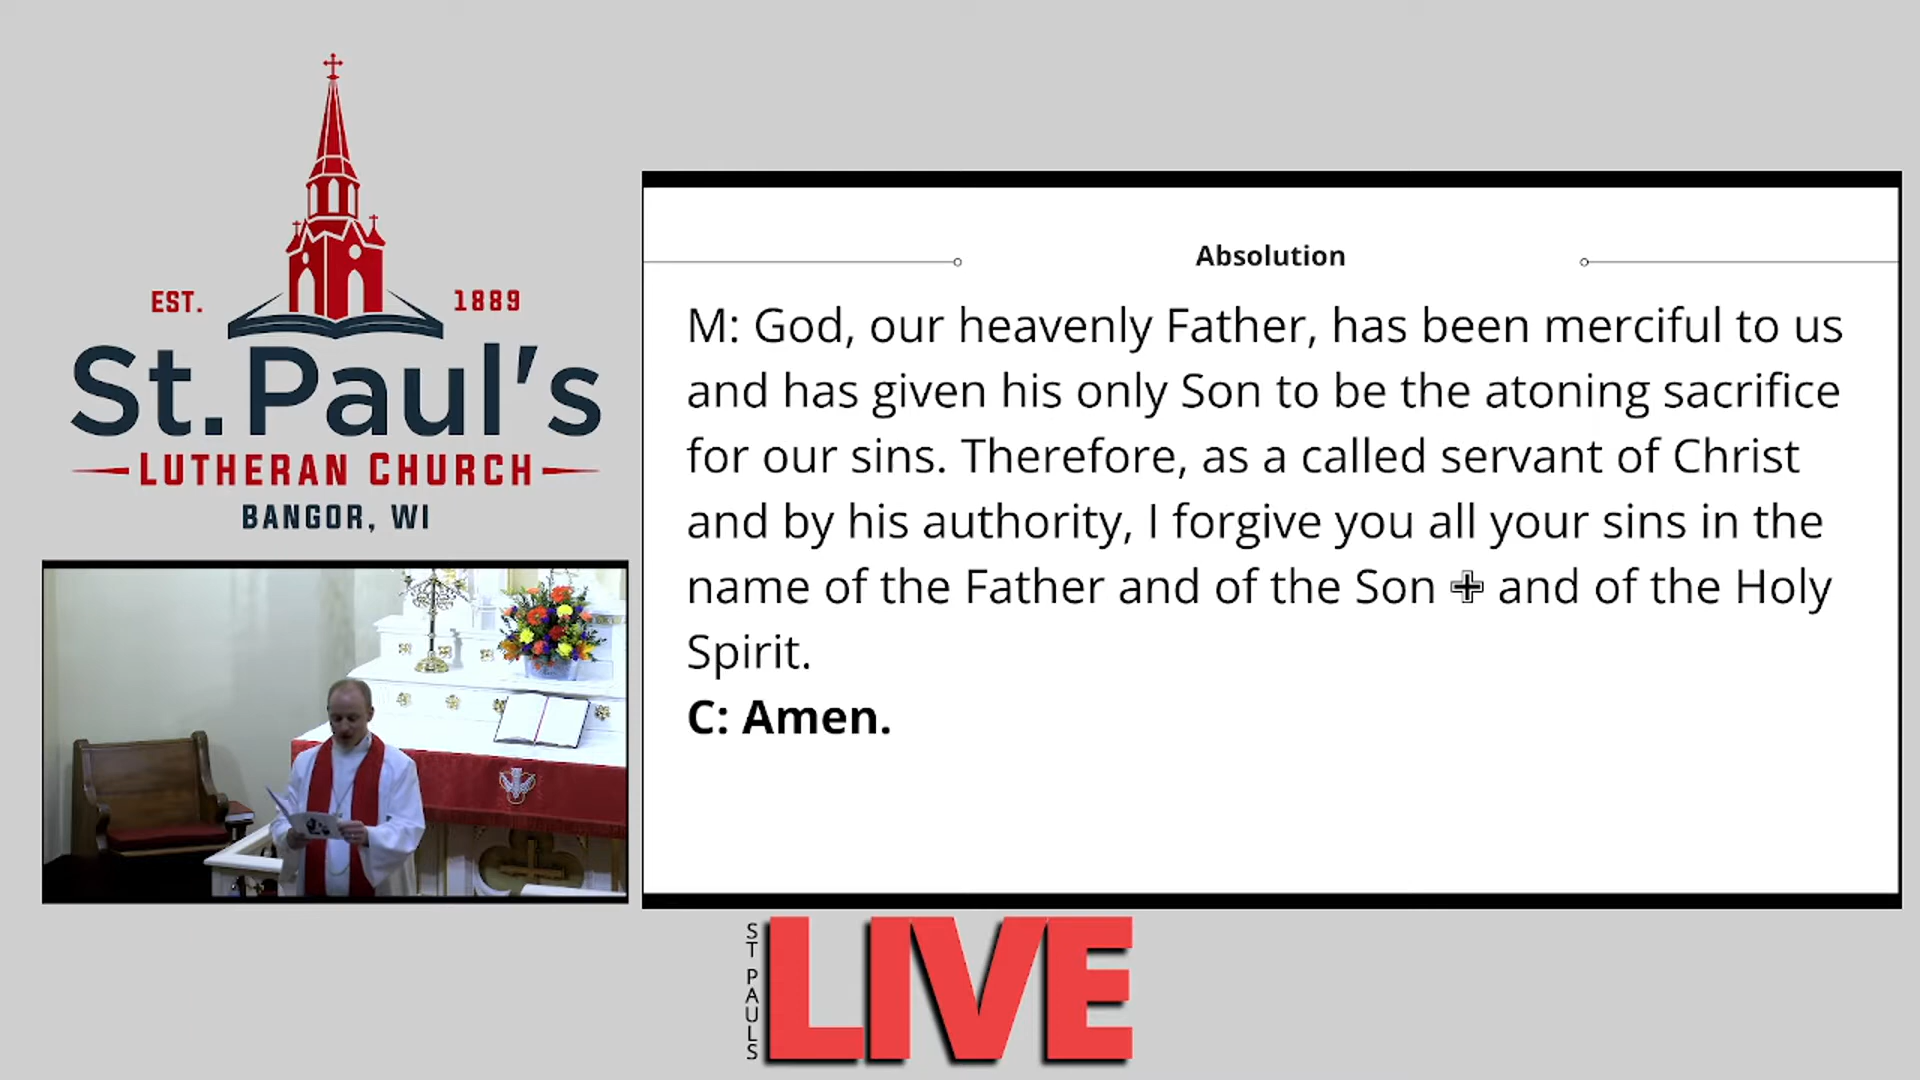 EST. 1889
St. Paul's
LUTHERAN CHURCH
BANGOR, WI
Absolution
M: God, our heavenly Father, has been merciful to us
and has given his only Son to be the atoning sacrifice
for our sins. Therefore, as a called servant of Christ
and by his authority, I forgive you all your sins in the
name of the Father and of the Son ✙ and of the Holy
Spirit.
C: Amen.
ST PAULS
LIVE